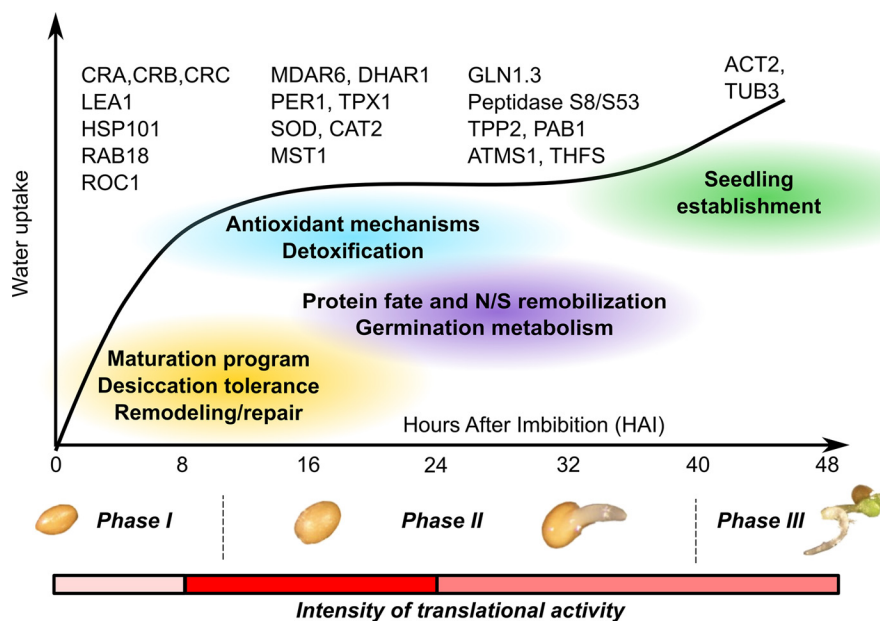 CRA,CRB,CRC
LEA1
HSP101
RAB18
ROC1
MDAR6, DHAR1
PER1, TPX1
SOD, CAT2
MST1
GLN1.3
Peptidase S8/S53
TPP2, PAB1
ATMS1, THFS
ACT2,
TUB3
Water uptake
Seedling
establishment
Antioxidant mechanisms
Detoxification
Protein fate and N/S remobilization
Germination metabolism
Maturation program
Desiccation tolerance
Remodeling/repair
Hours After Imbibition (HAI)
0 8 16 24 32 40 48
Phase I Phase II Phase III
Intensity of translational activity